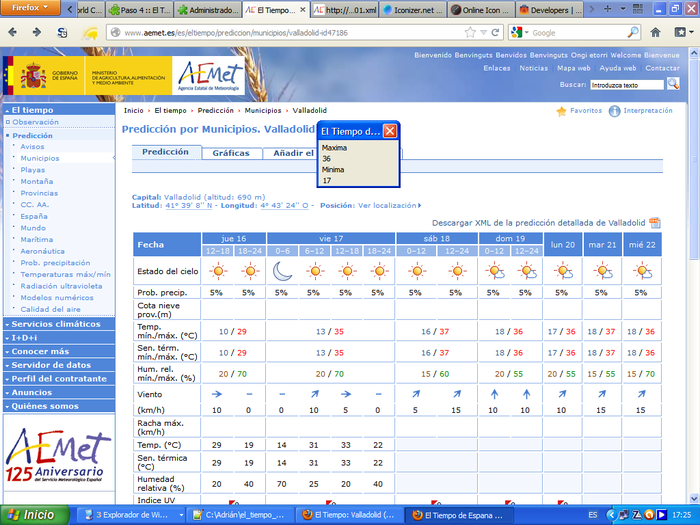 Firefox
orld C...
Paso 4 :: El T...
Administrado...
El Tiempo...
http://...01.xml
Iconizer.net ...
Online Icon ...
Developers | ...
www.aemet.es/es/eltiempo/prediccion/municipios/valladolid-id47186
Google
Bienvenido Benvinguts Benvidos Benvinguts Ongi etorri Welcome Bienvenue
GOBIERNO DE ESPAÑA
MINISTERIO DE AGRICULTURA, ALIMENTACIÓN Y MEDIO AMBIENTE
AEMet
Agencia Estatal de Meteorología
Enlaces Noticias Mapa web Ayuda web Contactar
Buscar: Introduzca texto
El tiempo
Observación
Predicción
Avisos
Municipios
Playas
Montaña
Provincias
CC. AA.
España
Mundo
Marítima
Aeronáutica
Prob. precipitación
Temperaturas máx/mín
Radiación ultravioleta
Modelos numéricos
Calidad del aire
Servicios climáticos
I+D+i
Conocer más
Servidor de datos
Perfil del contratante
Anuncios
Quiénes somos
AEMet
125 Aniversario
del Servicio Meteorológico Español
Inicio › El tiempo › Predicción › Municipios › Valladolid
Favoritos Interpretación
Predicción por Municipios. Valladolid
El Tiempo d...
Maxima
36
Minima
17
Predicción Gráficas Añadir el
Capital: Valladolid (altitud: 690 m)
Latitud: 41º 39' 8'' N - Longitud: 4º 43' 24'' O - Posición: Ver localización
Descargar XML de la predicción detallada de Valladolid
Fecha jue 16 vie 17 sáb 18 dom 19 lun 20 mar 21 mié 22
12-18 18-24 0-6 6-12 12-18 18-24 0-12 12-24 0-12 12-24
Estado del cielo
Prob. precip. 5% 5% 5% 5% 5% 5% 5% 5% 5% 5% 5% 5% 5%
Cota nieve prov.(m)
Temp. mín./máx. (°C) 10 / 29 13 / 35 16 / 37 18 / 36 17 / 36 18 / 37 18 / 36
Sen. térm. mín./máx. (°C) 10 / 29 13 / 35 16 / 37 18 / 36 17 / 36 18 / 37 18 / 36
Hum. rel. mín./máx. (%) 20 / 70 20 / 70 15 / 60 20 / 55 20 / 55 15 / 55 15 / 70
Viento
(km/h) 10 0 0 10 5 0 5 15 10 10 10 15 15
Racha máx. (km/h)
Temp. (°C) 29 19 14 31 33 22
Sen. térmica (°C) 29 19 14 31 33 22
Humedad relativa (%) 20 40 70 25 20 40
Indice UV
Inicio
3 Explorador de Wi...
C:\Adrián\el_tiempo_...
El Tiempo: Valladolid (...
El Tiempo de Espana ...
ES
17:25